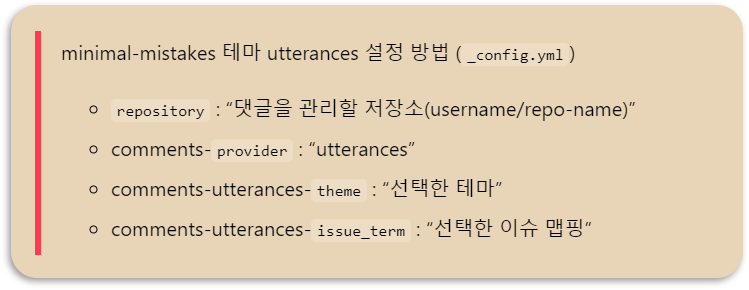 minimal-mistakes 테마 utterances 설정 방법 ( _config.yml )
repository : “댓글을 관리할 저장소(username/repo-name)”
comments-provider : “utterances”
comments-utterances-theme : “선택한 테마”
comments-utterances-issue_term : “선택한 이슈 맵핑”